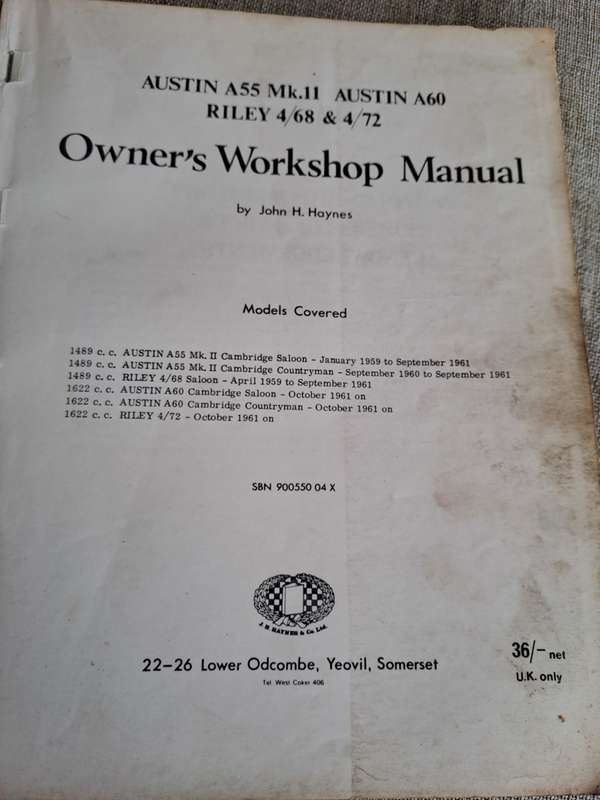 AUSTIN A55 Mk.11 AUSTIN A60
RILEY 4/68 & 4/72
Owner's Workshop Manual
by John H. Haynes
Models Covered
1489 c. c. AUSTIN A55 Mk. II Cambridge Saloon - January 1959 to September 1961
1489 c. c. AUSTIN A55 Mk. II Cambridge Countryman - September 1960 to September 1961
1489 c. c. RILEY 4/68 Saloon - April 1959 to September 1961
1622 c. c. AUSTIN A60 Cambridge Saloon - October 1961 on
1622 c. c. AUSTIN A60 Cambridge Countryman - October 1961 on
1622 c. c. RILEY 4/72 - October 1961 on
SBN 900550 04 X
J. H. HAYNES & Co. Ltd.
22-26 Lower Odcombe, Yeovil, Somerset
Tel. West Coker 406
36/- net
U.K. only